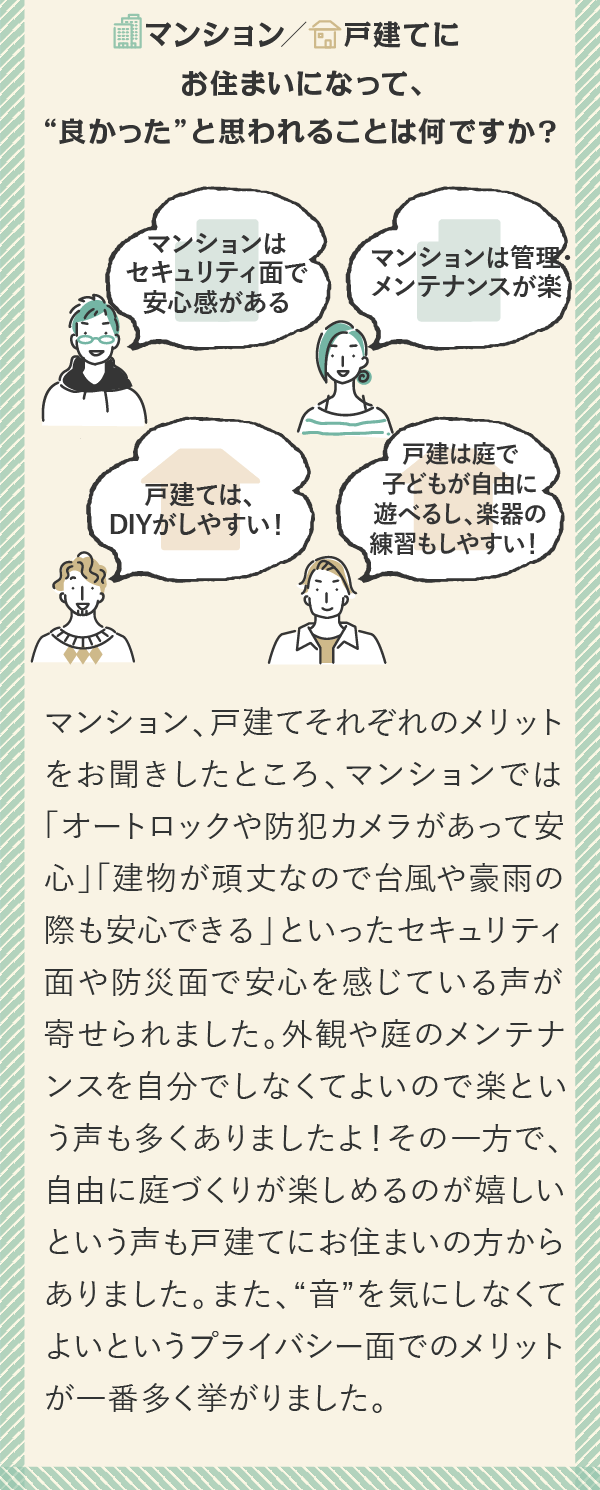 マンション／戸建てに
お住まいになって、
“良かった”と思われることは何ですか？
マンションは
セキュリティ面で
安心感がある
マンションは管理・
メンテナンスが楽
戸建ては、
DIYがしやすい！
戸建は庭で
子どもが自由に
遊べるし、楽器の
練習もしやすい！
マンション、戸建てそれぞれのメリット
をお聞きしたところ、マンションでは
「オートロックや防犯カメラがあって安
心」「建物が頑丈なので台風や豪雨の
際も安心できる」といったセキュリティ
面や防災面で安心を感じている声が
寄せられました。外観や庭のメンテナ
ンスを自分でしなくてよいので楽とい
う声も多くありましたよ！その一方で、
自由に庭づくりが楽しめるのが嬉しい
という声も戸建てにお住まいの方から
ありました。また、“音”を気にしなくて
よいというプライバシー面でのメリット
が一番多く挙がりました。